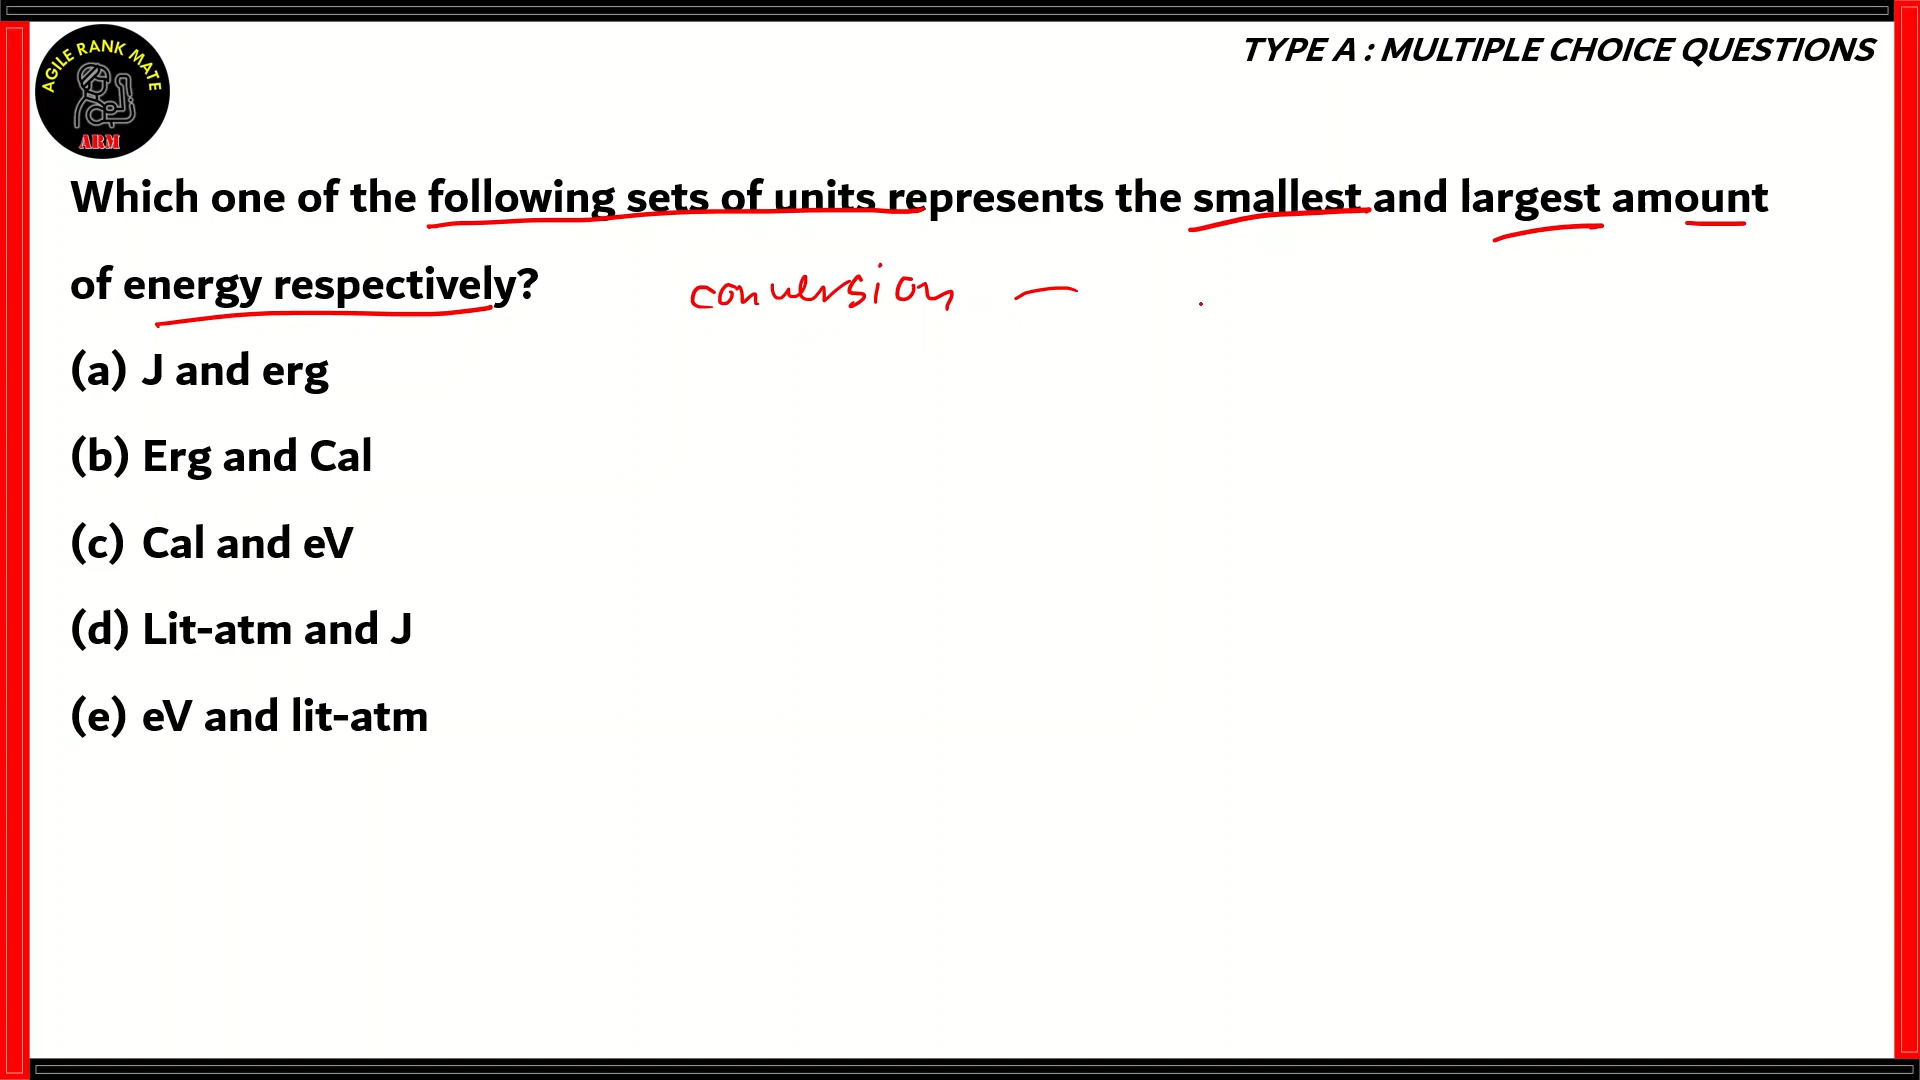 TYPE A : MULTIPLE CHOICE QUESTIONS
AGILE RANK MATE
ARM
Which one of the following sets of units represents the smallest and largest amount
of energy respectively?
conversion —
(a) J and erg
(b) Erg and Cal
(c) Cal and eV
(d) Lit-atm and J
(e) eV and lit-atm